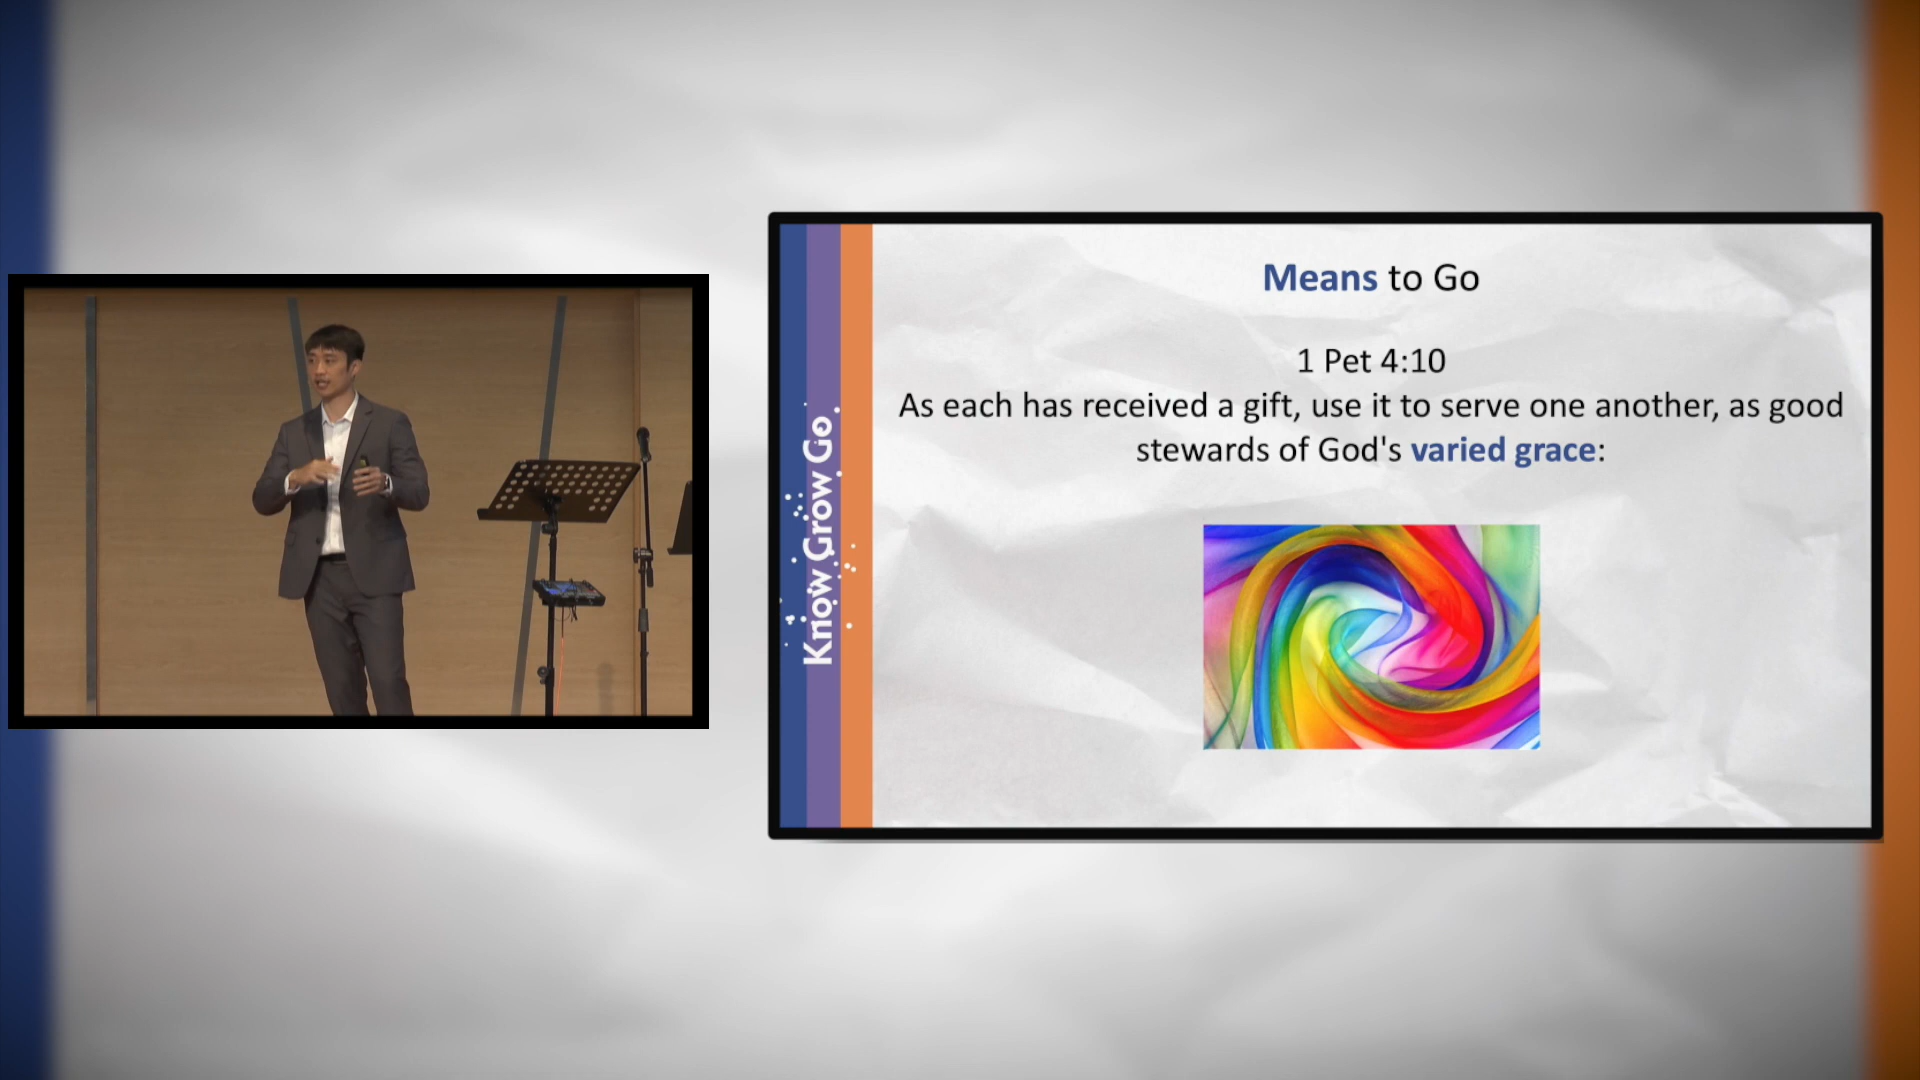 Means to Go
1 Pet 4:10
As each has received a gift, use it to serve one another, as good
stewards of God's varied grace:
Know Grow Go